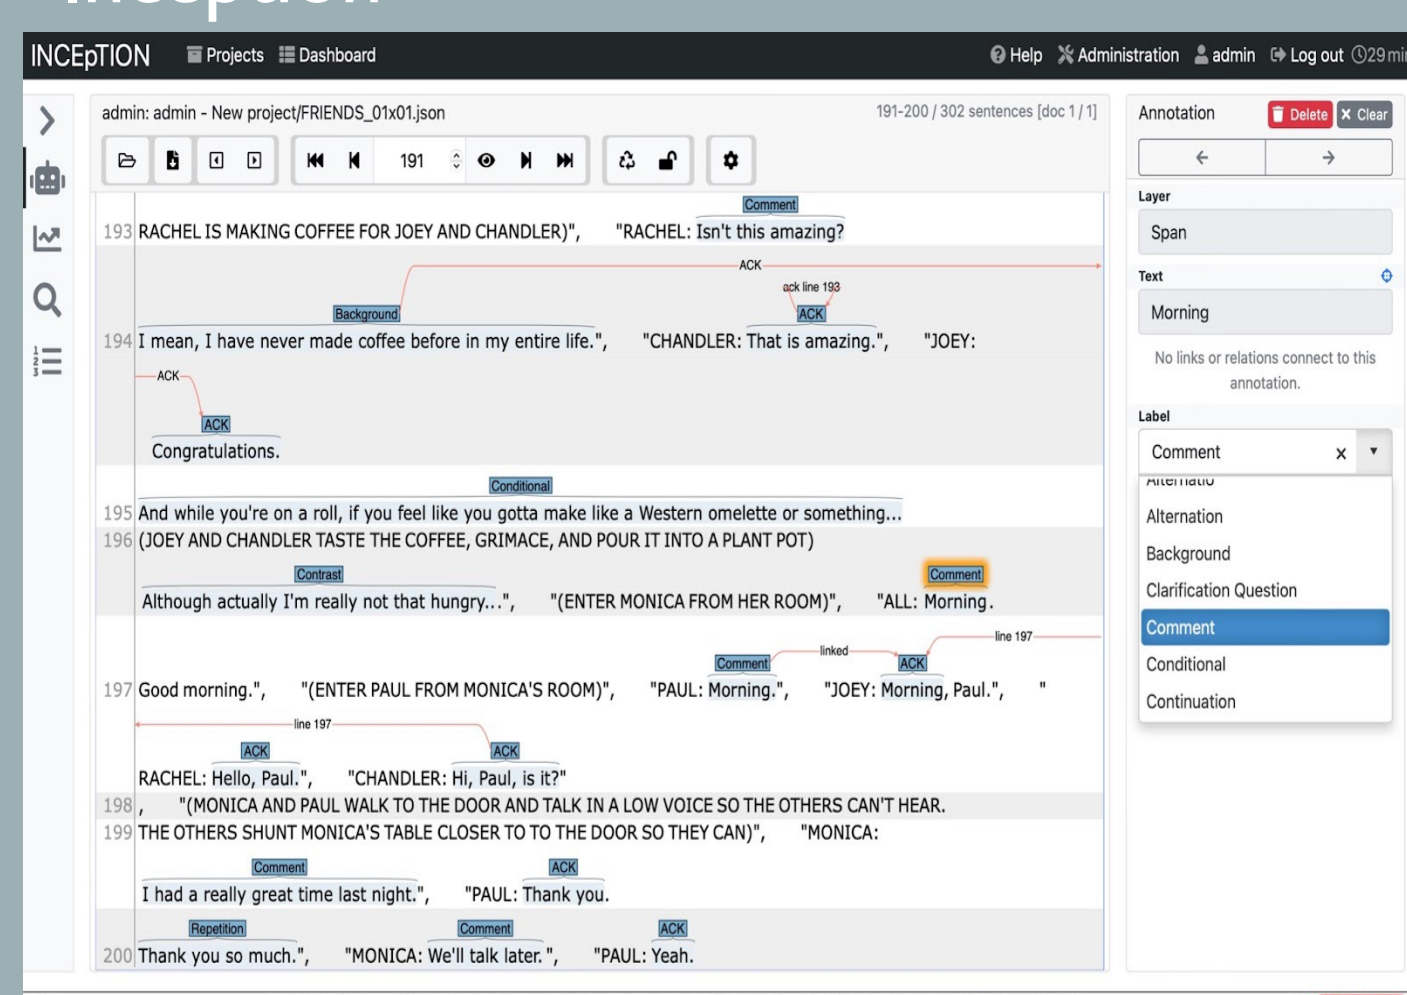 Inception
INCEpTION Projects Dashboard Help Administration admin Log out 29 min
admin: admin - New project/FRIENDS_01x01.json 191-200 / 302 sentences [doc 1 / 1]
191
Comment
193 RACHEL IS MAKING COFFEE FOR JOEY AND CHANDLER)", "RACHEL: Isn't this amazing?
ACK
ack line 193
Background ACK
194 I mean, I have never made coffee before in my entire life.", "CHANDLER: That is amazing.", "JOEY:
ACK
ACK
Congratulations.
Conditional
195 And while you're on a roll, if you feel like you gotta make like a Western omelette or something...
196 (JOEY AND CHANDLER TASTE THE COFFEE, GRIMACE, AND POUR IT INTO A PLANT POT)
Contrast Comment
Although actually I'm really not that hungry...", "(ENTER MONICA FROM HER ROOM)", "ALL: Morning.
line 197
linked
Comment ACK
197 Good morning.", "(ENTER PAUL FROM MONICA'S ROOM)", "PAUL: Morning.", "JOEY: Morning, Paul.", "
line 197
ACK ACK
RACHEL: Hello, Paul.", "CHANDLER: Hi, Paul, is it?"
198 , "(MONICA AND PAUL WALK TO THE DOOR AND TALK IN A LOW VOICE SO THE OTHERS CAN'T HEAR.
199 THE OTHERS SHUNT MONICA'S TABLE CLOSER TO TO THE DOOR SO THEY CAN)", "MONICA:
Comment ACK
I had a really great time last night.", "PAUL: Thank you.
Repetition Comment ACK
200 Thank you so much.", "MONICA: We'll talk later. ", "PAUL: Yeah.
Annotation Delete Clear
Layer
Span
Text
Morning
No links or relations connect to this
annotation.
Label
Comment
Alternation
Background
Clarification Question
Comment
Conditional
Continuation